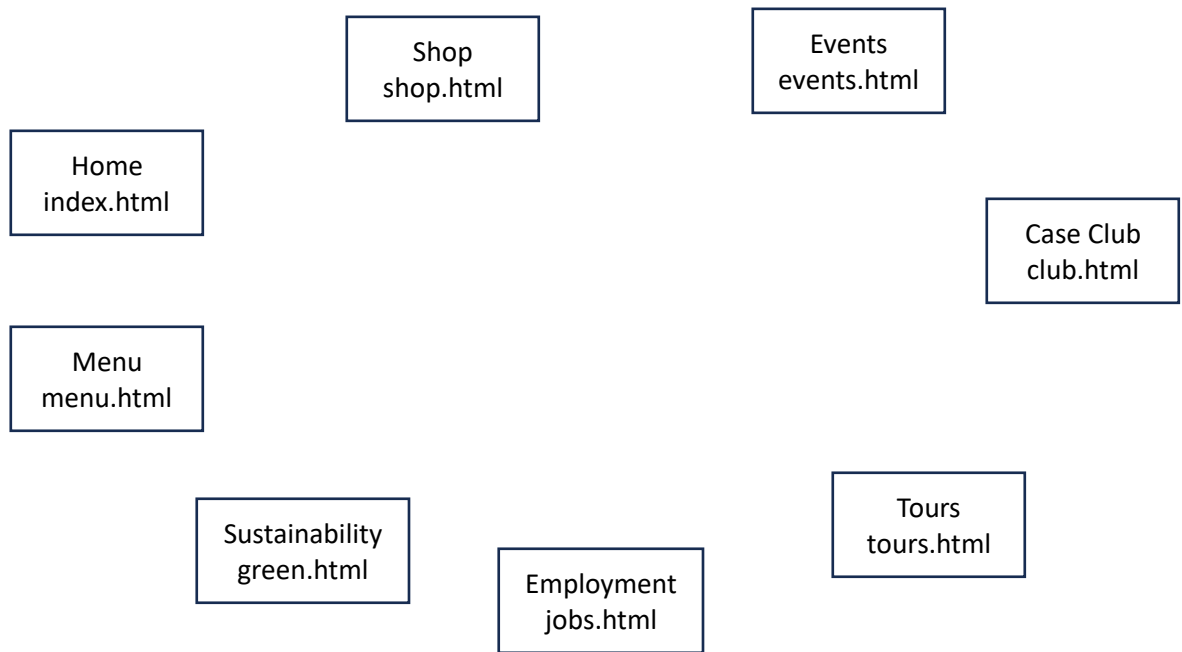 Shop
shop.html
Events
events.html
Home
index.html
Case Club
club.html
Menu
menu.html
Tours
tours.html
Sustainability
green.html
Employment
jobs.html